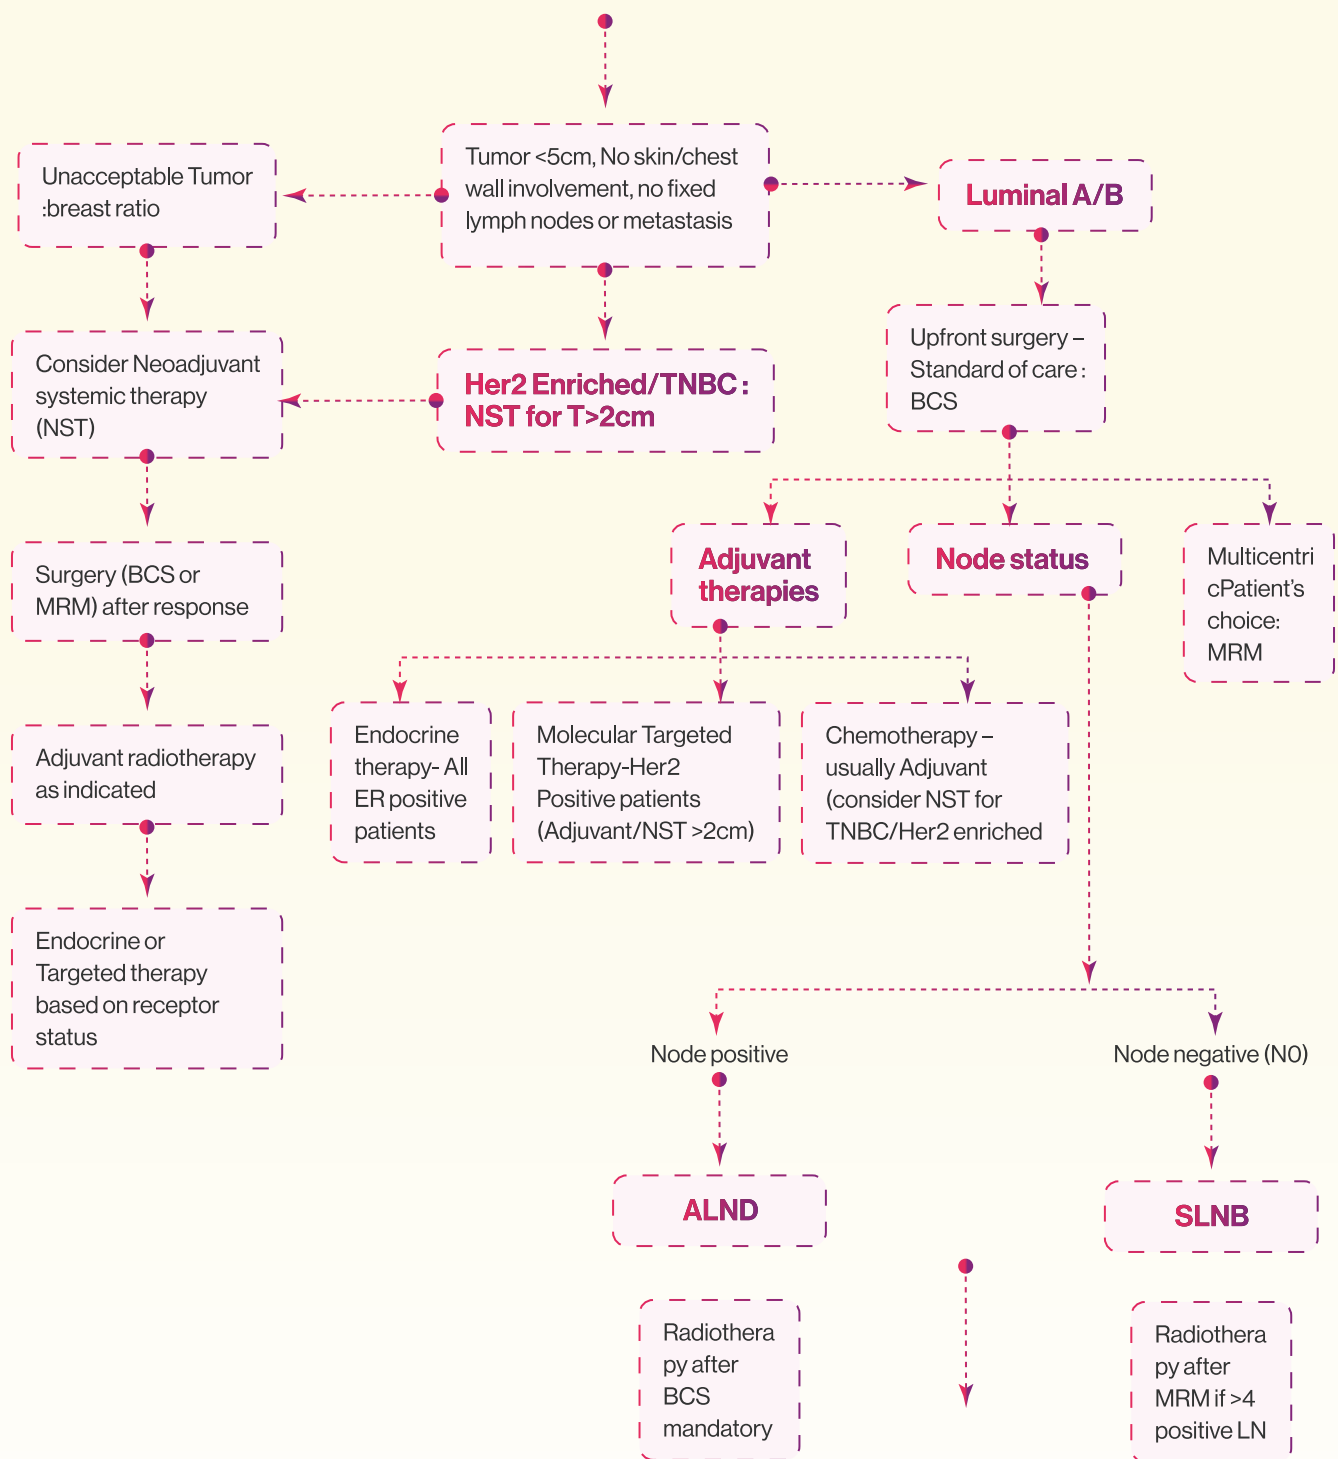 Tumor <5cm, No skin/chest
wall involvement, no fixed
lymph nodes or metastasis
Unacceptable Tumor
:breast ratio
Luminal A/B
Consider Neoadjuvant
systemic therapy
(NST)
Her2 Enriched/TNBC :
NST for T>2cm
Upfront surgery –
Standard of care :
BCS
Surgery (BCS or
MRM) after response
Adjuvant
therapies
Node status
Multicentri
cPatient's
choice:
MRM
Adjuvant radiotherapy
as indicated
Endocrine
therapy- All
ER positive
patients
Molecular Targeted
Therapy-Her2
Positive patients
(Adjuvant/NST >2cm)
Chemotherapy –
usually Adjuvant
(consider NST for
TNBC/Her2 enriched
Endocrine or
Targeted therapy
based on receptor
status
Node positive
Node negative (N0)
ALND
SLNB
Radiothera
py after
BCS
mandatory
Radiothera
py after
MRM if >4
positive LN